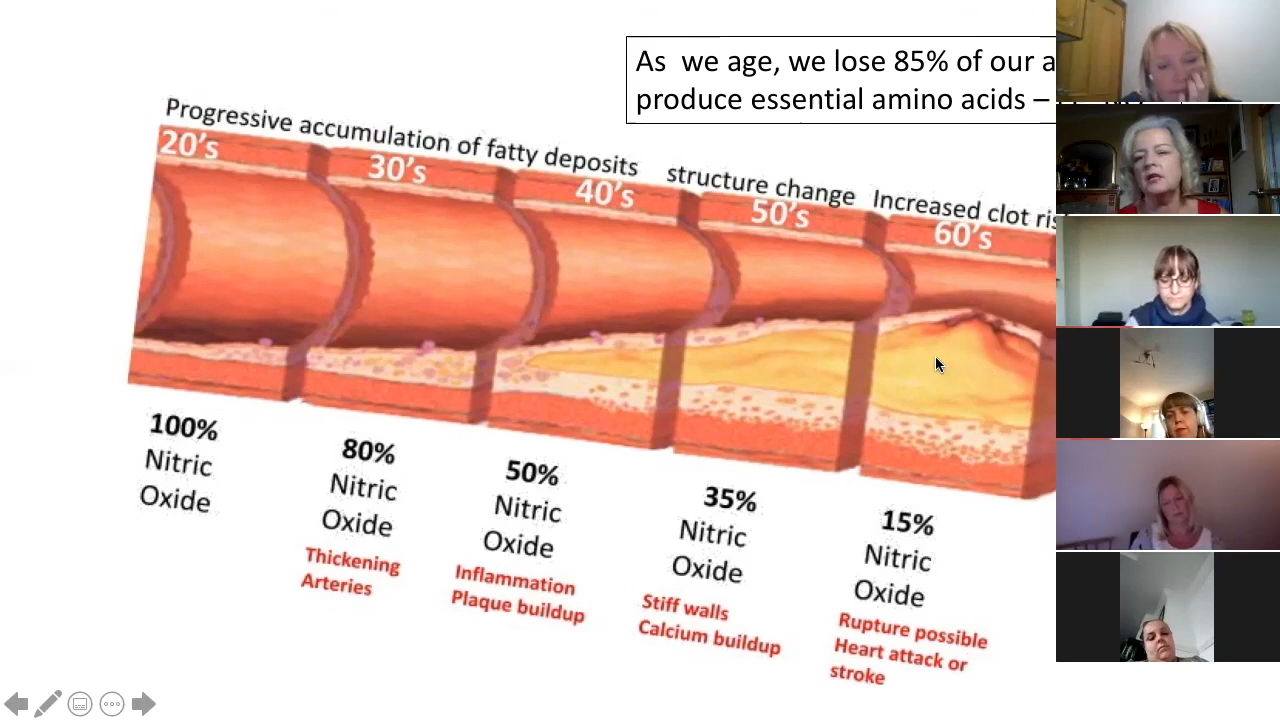 As we age, we lose 85% of our a
produce essential amino acids –
Progressive accumulation of fatty deposits
structure change
Increased clot ris
20's
30's
40's
50's
60's
100%
Nitric
Oxide
80%
Nitric
Oxide
Thickening
Arteries
50%
Nitric
Oxide
Inflammation
Plaque buildup
35%
Nitric
Oxide
Stiff walls
Calcium buildup
15%
Nitric
Oxide
Rupture possible
Heart attack or
stroke